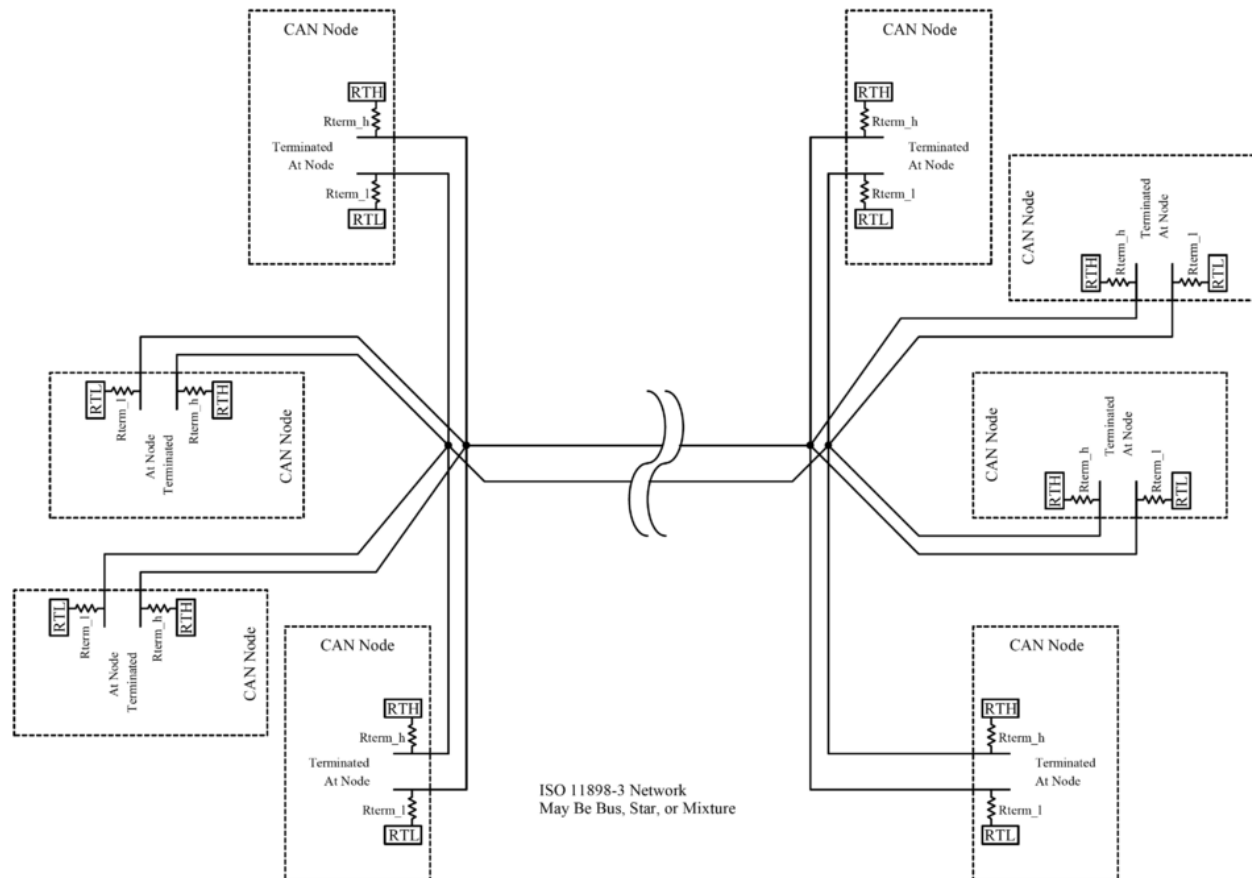 CAN Node
RTH
Rterm_h
Terminated
At Node
Rterm_l
RTL
CAN Node
RTH
Rterm_h
Terminated
At Node
Rterm_l
RTL
CAN Node
RTH
Rterm_h
Terminated
At Node
Rterm_l
RTL
RTL
Rterm_l
At Node
Terminated
Rterm_h
RTH
CAN Node
CAN Node
RTH
Rterm_h
Terminated
At Node
Rterm_l
RTL
RTL
Rterm_l
At Node
Terminated
Rterm_h
RTH
CAN Node
CAN Node
RTH
Rterm_h
Terminated
At Node
Rterm_l
RTL
CAN Node
RTH
Rterm_h
Terminated
At Node
Rterm_l
RTL
ISO 11898-3 Network
May Be Bus, Star, or Mixture